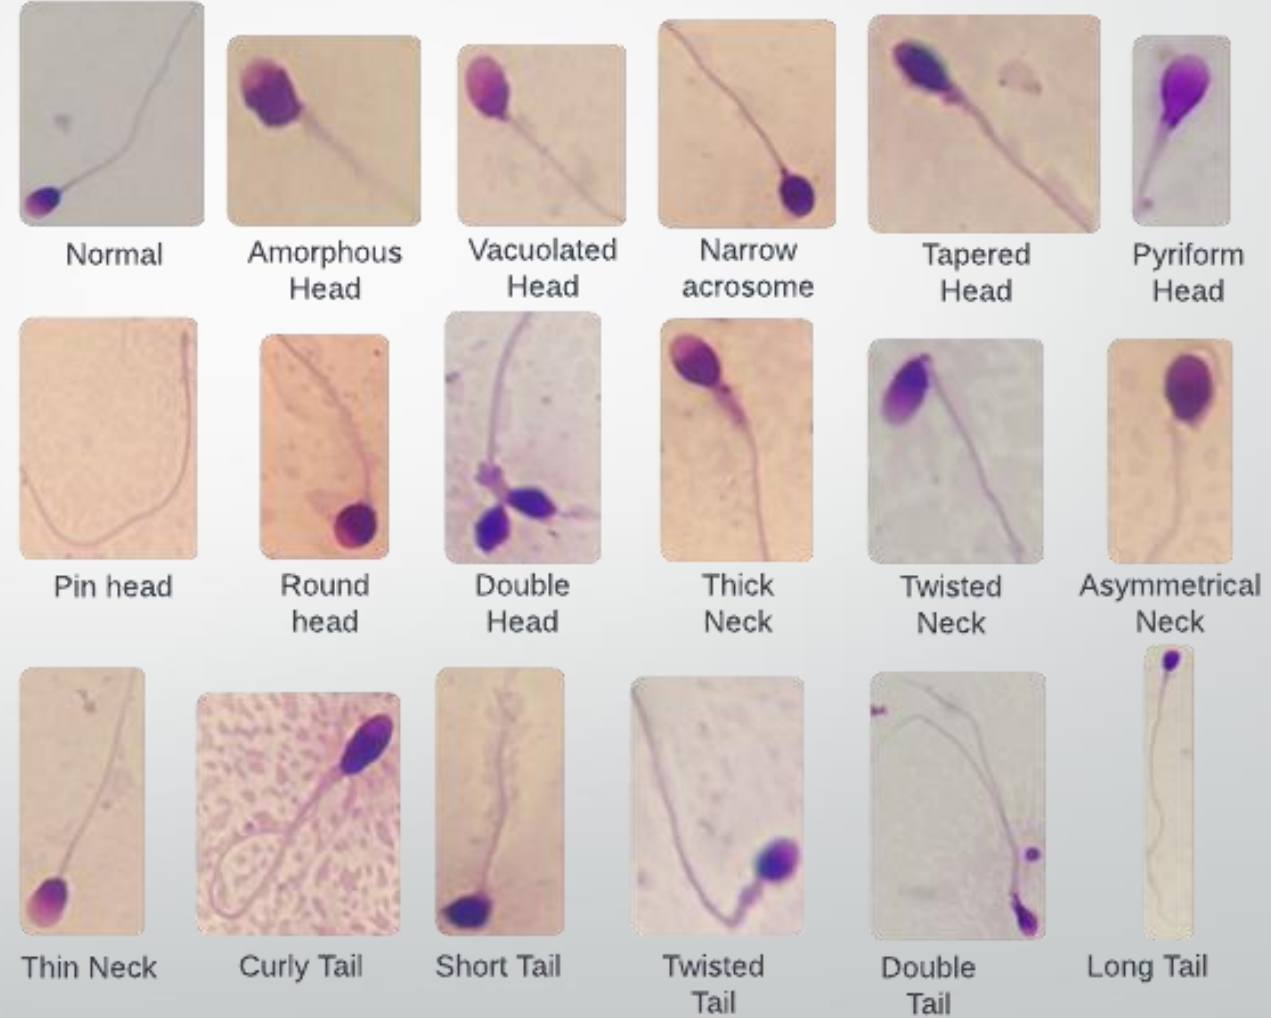 Normal
Amorphous
Head
Vacuolated
Head
Narrow
acrosome
Tapered
Head
Pyriform
Head
Pin head
Round
head
Double
Head
Thick
Neck
Twisted
Neck
Asymmetrical
Neck
Thin Neck
Curly Tail
Short Tail
Twisted
Tail
Double
Tail
Long Tail